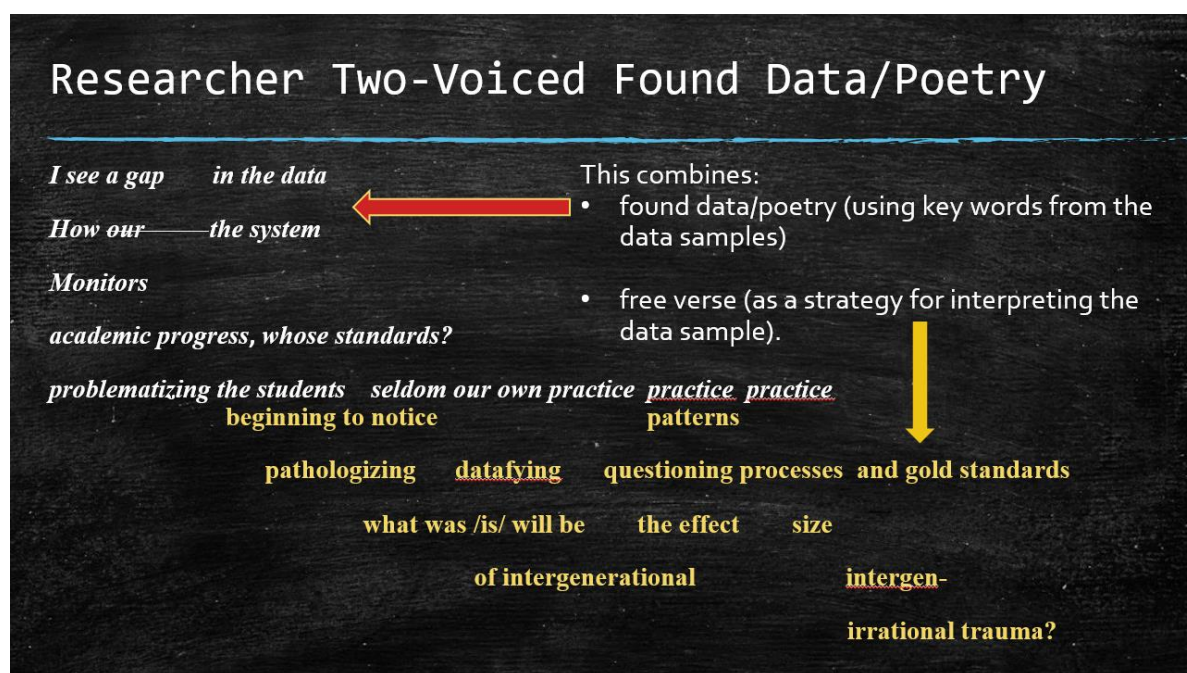 Researcher Two-Voiced Found Data/Poetry
I see a gap in the data
How our the system
Monitors
academic progress, whose standards?
problematizing the students seldom our own practice practice practice
This combines:
• found data/poetry (using key words from the
data samples)
• free verse (as a strategy for interpreting the
data sample).
beginning to notice patterns
pathologizing datafying questioning processes and gold standards
what was /is/ will be the effect size
of intergenerational intergen-
irrational trauma?